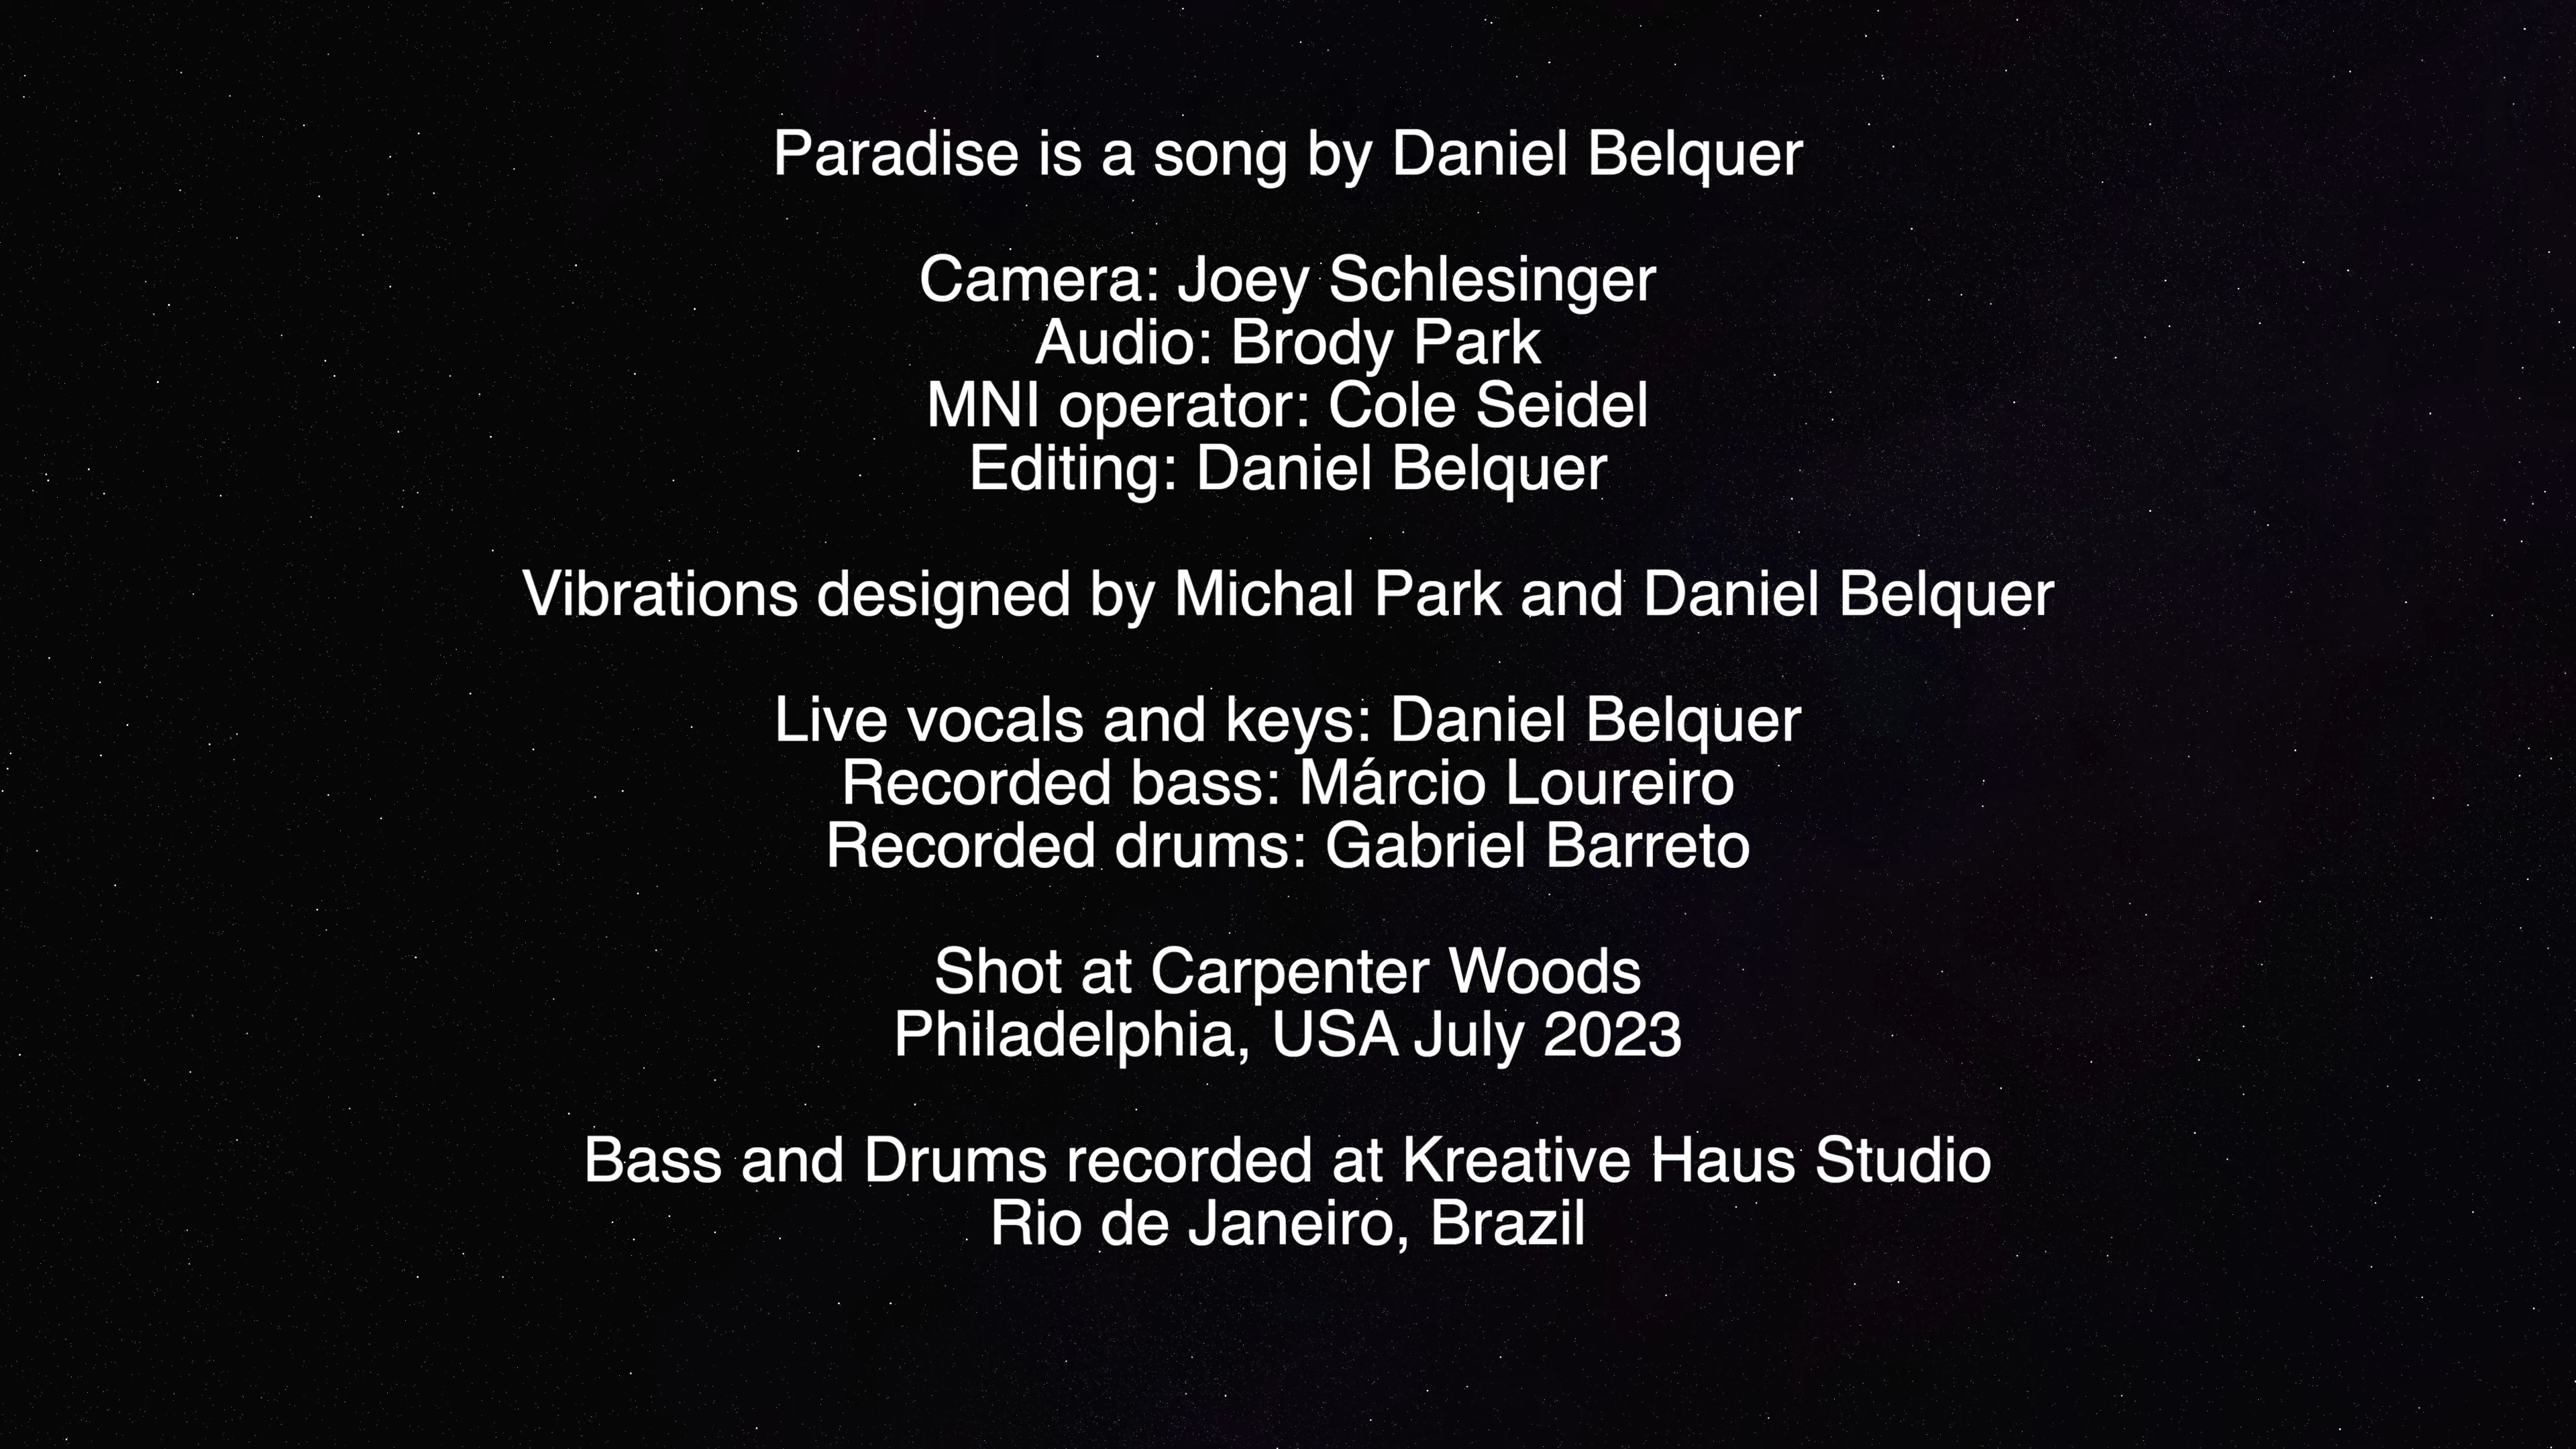 Paradise is a song by Daniel Belquer
Camera: Joey Schlesinger
Audio: Brody Park
MNI operator: Cole Seidel
Editing: Daniel Belquer
Vibrations designed by Michal Park and Daniel Belquer
Live vocals and keys: Daniel Belquer
Recorded bass: Márcio Loureiro
Recorded drums: Gabriel Barreto
Shot at Carpenter Woods
Philadelphia, USA July 2023
Bass and Drums recorded at Kreative Haus Studio
Rio de Janeiro, Brazil